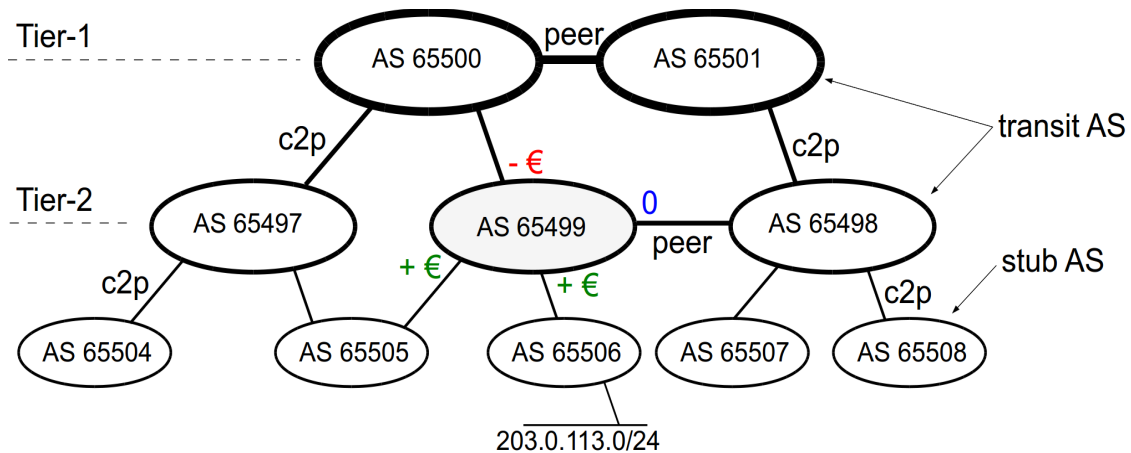 Tier-1
AS 65500
peer
AS 65501
transit AS
c2p
- €
c2p
Tier-2
AS 65497
AS 65499
0
peer
AS 65498
stub AS
c2p
+ €
+ €
c2p
AS 65504
AS 65505
AS 65506
AS 65507
AS 65508
203.0.113.0/24